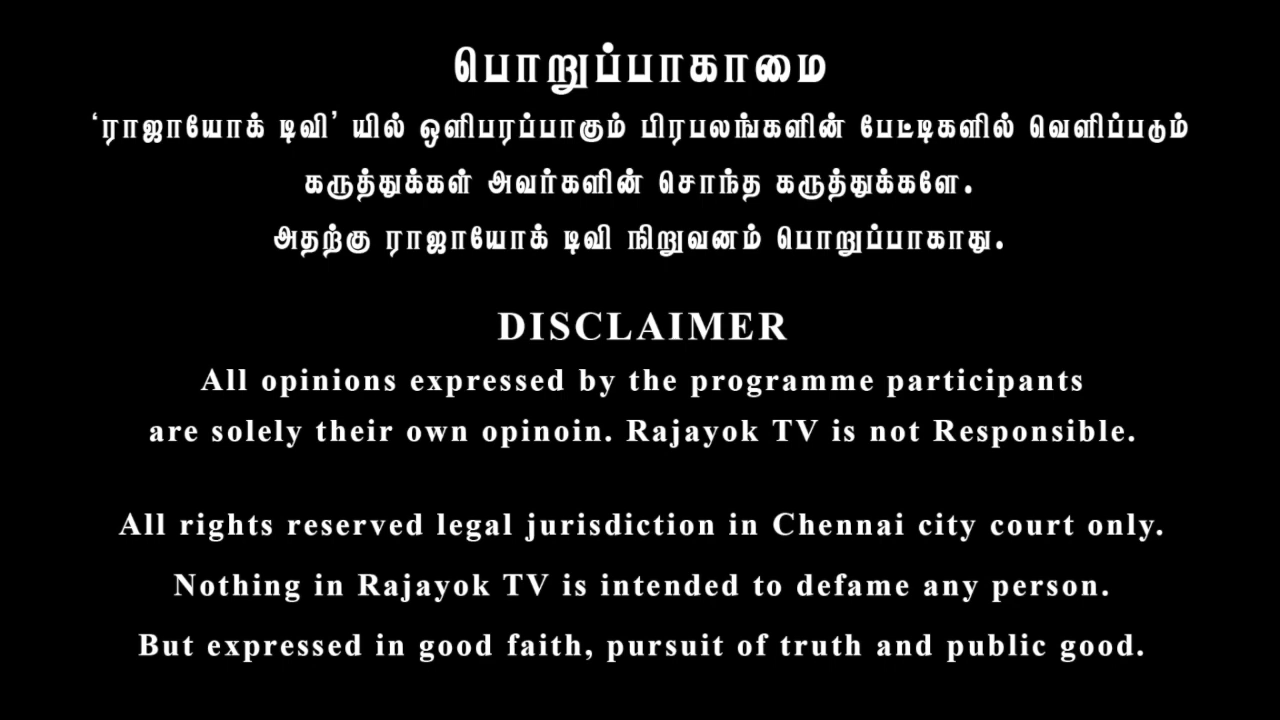 பொறுப்பாகாமை
‘ராஜாயோக் டிவி’ யில் ஒளிபரப்பாகும் பிரபலங்களின் பேட்டிகளில் வெளிப்படும்
கருத்துக்கள் அவர்களின் சொந்த கருத்துக்களே.
அதற்கு ராஜாயோக் டிவி நிறுவனம் பொறுப்பாகாது.
DISCLAIMER
All opinions expressed by the programme participants
are solely their own opinoin. Rajayok TV is not Responsible.
All rights reserved legal jurisdiction in Chennai city court only.
Nothing in Rajayok TV is intended to defame any person.
But expressed in good faith, pursuit of truth and public good.